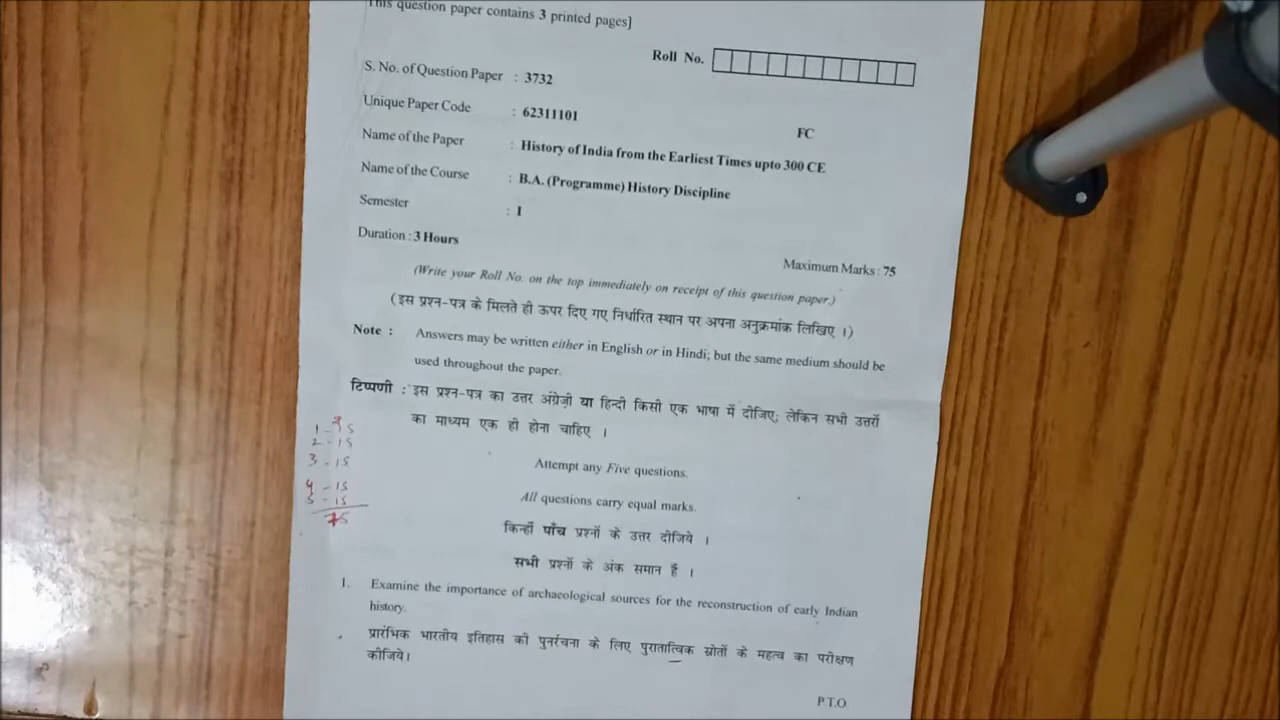 This question paper contains 3 printed pages]
Roll No.
S. No. of Question Paper : 3732
Unique Paper Code : 62311101
FC
Name of the Paper : History of India from the Earliest Times upto 300 CE
Name of the Course : B.A. (Programme) History Discipline
Semester : I
Duration : 3 Hours
Maximum Marks : 75
(Write your Roll No. on the top immediately on receipt of this question paper.)
(इस प्रश्न-पत्र के मिलते ही ऊपर दिए गए निर्धारित स्थान पर अपना अनुक्रमांक लिखिए ।)
Note : Answers may be written either in English or in Hindi; but the same medium should be
used throughout the paper.
टिप्पणी : इस प्रश्न-पत्र का उत्तर अंग्रेज़ी या हिन्दी किसी एक भाषा में दीजिए; लेकिन सभी उत्तरों
का माध्यम एक ही होना चाहिए ।
1 - 15
2 - 15
3 - 15
4 - 15
5 - 15
75
Attempt any Five questions.
All questions carry equal marks.
किन्हीं पाँच प्रश्नों के उत्तर दीजिये ।
सभी प्रश्नों के अंक समान हैं ।
1. Examine the importance of archaeological sources for the reconstruction of early Indian
history.
प्रारंभिक भारतीय इतिहास की पुनर्रचना के लिए पुरातात्विक स्रोतों के महत्व का परीक्षण
कीजिये।
P.T.O.